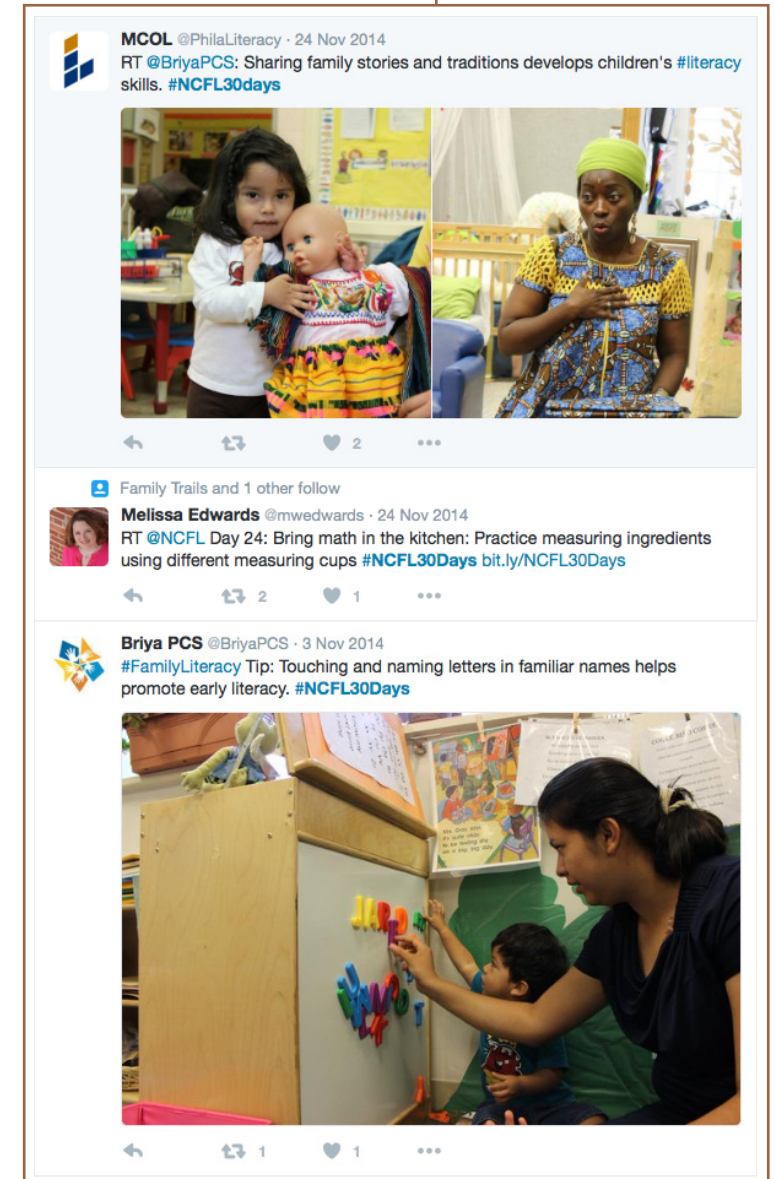 MCOL @PhilaLiteracy · 24 Nov 2014
RT @BriyaPCS: Sharing family stories and traditions develops children's #literacy
skills. #NCFL30days
2
Family Trails and 1 other follow
Melissa Edwards @mwedwards · 24 Nov 2014
RT @NCFL Day 24: Bring math in the kitchen: Practice measuring ingredients
using different measuring cups #NCFL30Days bit.ly/NCFL30Days
2 1
Briya PCS @BriyaPCS · 3 Nov 2014
#FamilyLiteracy Tip: Touching and naming letters in familiar names helps
promote early literacy. #NCFL30Days
1 1